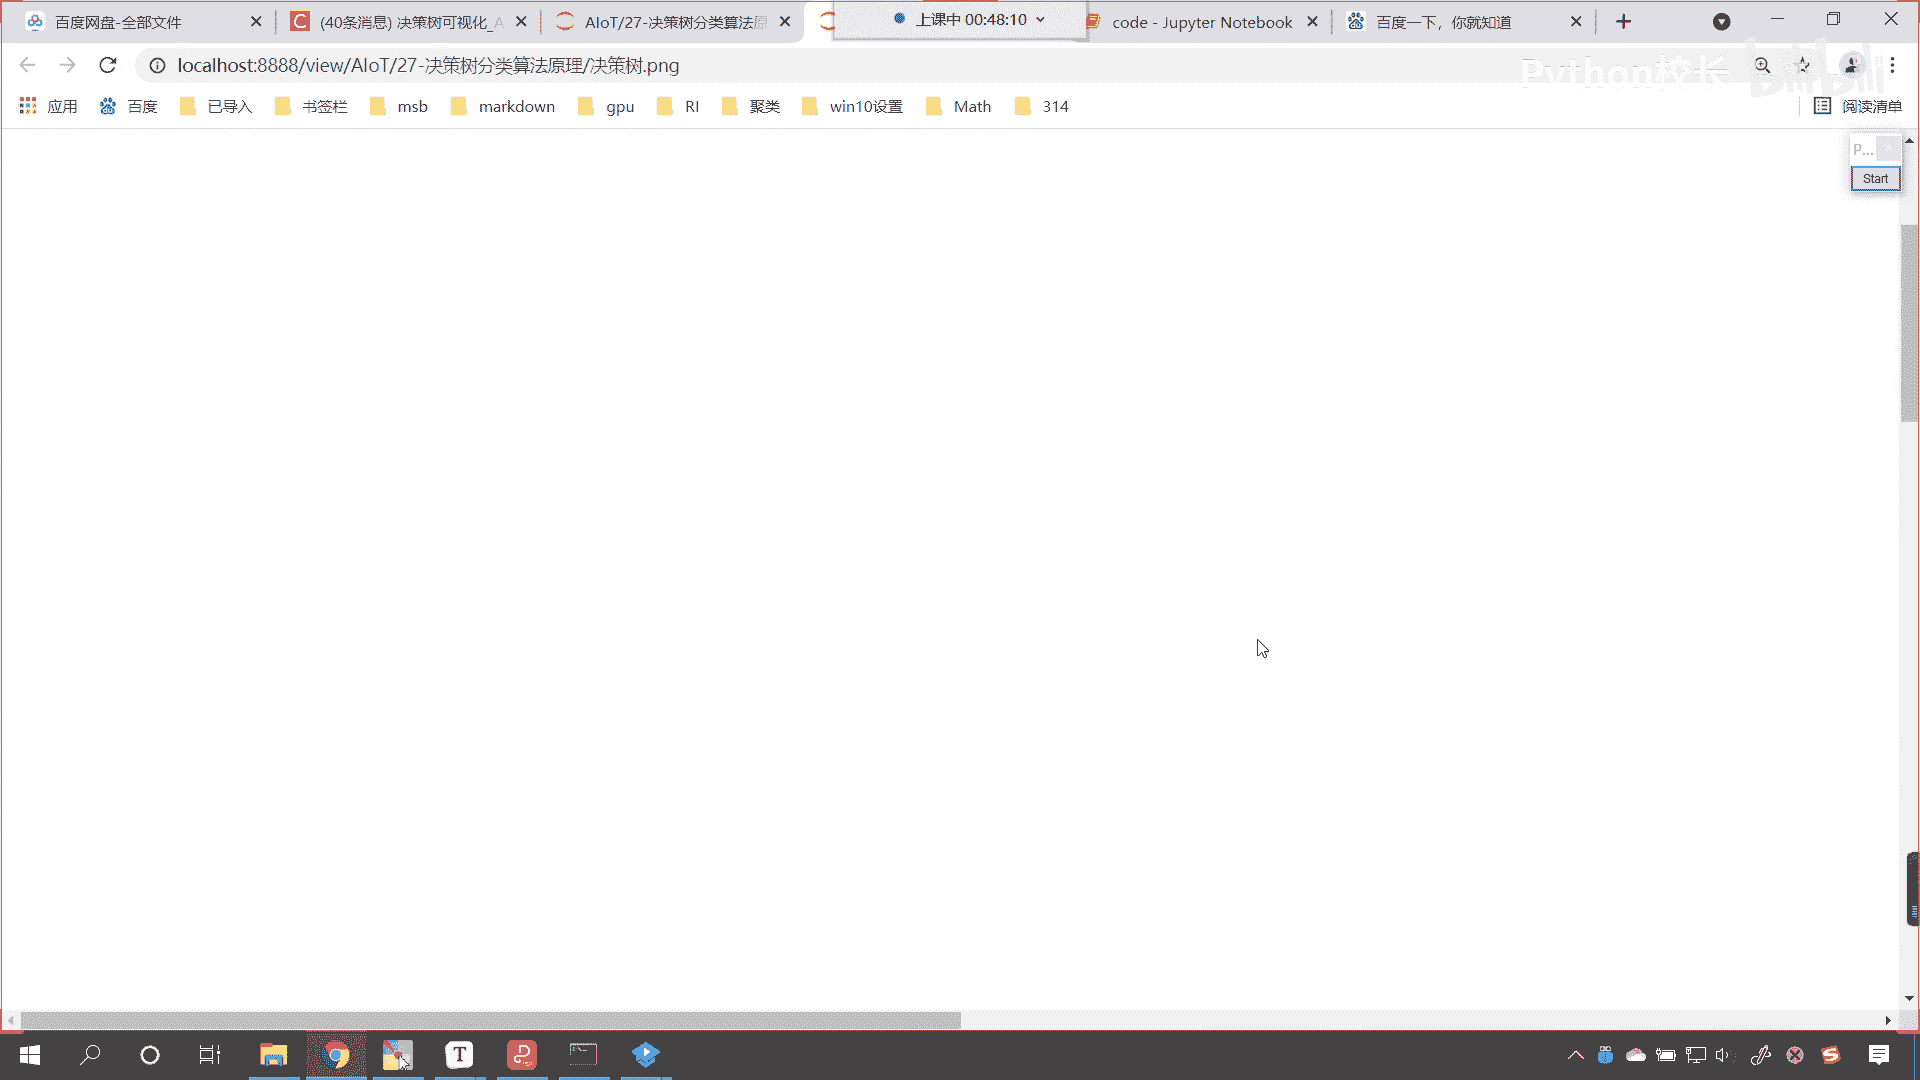 百度网盘-全部文件
(40条消息) 决策树可视化_A
AIoT/27-决策树分类算法原
上课中 00:48:10
code - Jupyter Notebook
百度一下，你就知道
localhost:8888/view/AIoT/27-决策树分类算法原理/决策树.png
Python校长
bilibili
应用
百度
已导入
书签栏
msb
markdown
gpu
RI
聚类
win10设置
Math
314
阅读清单
P...
Start